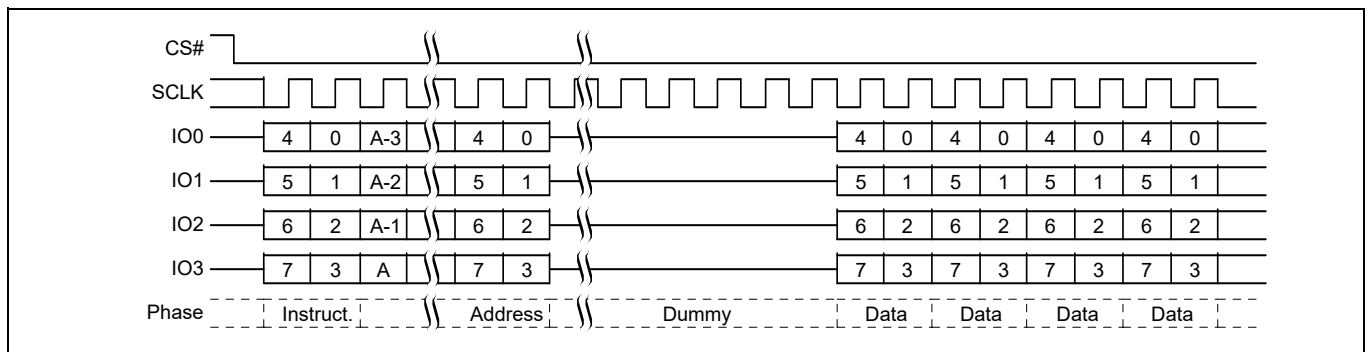 CS#
SCLK
IO0 4 0 A-3 4 0 4 0 4 0 4 0 4 0
IO1 5 1 A-2 5 1 5 1 5 1 5 1 5 1
IO2 6 2 A-1 6 2 6 2 6 2 6 2 6 2
IO3 7 3 A 7 3 7 3 7 3 7 3 7 3
Phase Instruct. Address Dummy Data Data Data Data